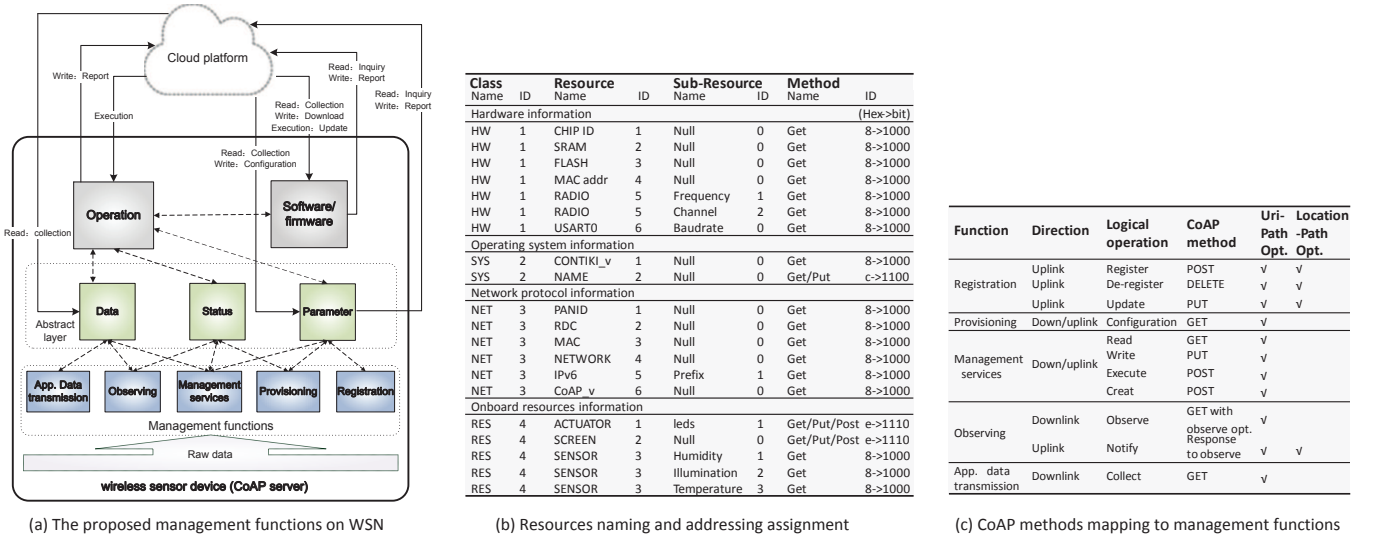 Cloud platform
Write: Report
Execution
Read: Inquiry
Write: Report
Read: Inquiry
Write: Report
Read: Collection
Write: Download
Execution: Update
Read: Collection
Write: Configuration
Operation
Software/
firmware
Read: collection
Data
Status
Parameter
Abstract
layer
App. Data
transmission
Observing
Management
services
Provisioning
Registration
Management functions
Raw data
wireless sensor device (CoAP server)
(a) The proposed management functions on WSN
Class Resource Sub-Resource Method
Name ID Name ID Name ID Name ID
Hardware information (Hex->bit)
HW 1 CHIP ID 1 Null 0 Get 8->1000
HW 1 SRAM 2 Null 0 Get 8->1000
HW 1 FLASH 3 Null 0 Get 8->1000
HW 1 MAC addr 4 Null 0 Get 8->1000
HW 1 RADIO 5 Frequency 1 Get 8->1000
HW 1 RADIO 5 Channel 2 Get 8->1000
HW 1 USART0 6 Baudrate 0 Get 8->1000
Operating system information
SYS 2 CONTIKI_v 1 Null 0 Get 8->1000
SYS 2 NAME 2 Null 0 Get/Put c->1100
Network protocol information
NET 3 PANID 1 Null 0 Get 8->1000
NET 3 RDC 2 Null 0 Get 8->1000
NET 3 MAC 3 Null 0 Get 8->1000
NET 3 NETWORK 4 Null 0 Get 8->1000
NET 3 IPv6 5 Prefix 1 Get 8->1000
NET 3 CoAP_v 6 Null 0 Get 8->1000
Onboard resources information
RES 4 ACTUATOR 1 leds 1 Get/Put/Post e->1110
RES 4 SCREEN 2 Null 0 Get/Put/Post e->1110
RES 4 SENSOR 3 Humidity 1 Get 8->1000
RES 4 SENSOR 3 Illumination 2 Get 8->1000
RES 4 SENSOR 3 Temperature 3 Get 8->1000
(b) Resources naming and addressing assignment
Function Direction Logical operation CoAP method Uri-Path Opt. Location-Path Opt.
Registration Uplink Register POST √ √
Uplink De-register DELETE √ √
Uplink Update PUT √ √
Provisioning Down/uplink Configuration GET √
Management services Down/uplink Read GET √
Write PUT √
Execute POST √
Creat POST √
Observing Downlink Observe GET with observe opt. √
Uplink Notify Response to observe √ √
App. data transmission Downlink Collect GET √
(c) CoAP methods mapping to management functions